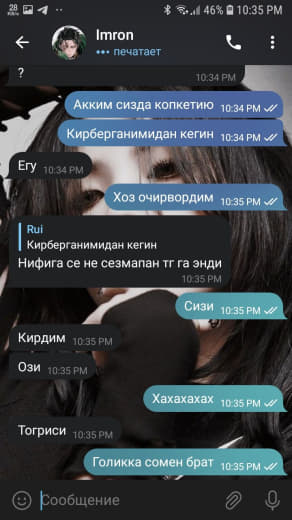 28
KB/s
46%
10:35 PM
Imron
печатает
?
10:34 PM
Акким сизда копкетию 10:34 PM
Кирберганимидан кегин 10:34 PM
Егу 10:34 PM
Хоз очирвордим 10:35 PM
Rui
Кирберганимидан кегин
Нифига се не сезмапан тг га энди
10:35 PM
Сизи 10:35 PM
Кирдим 10:35 PM
Ози 10:35 PM
Хахахахах 10:35 PM
Тогриси 10:35 PM
Голикка сомен брат 10:35 PM
Сообщение